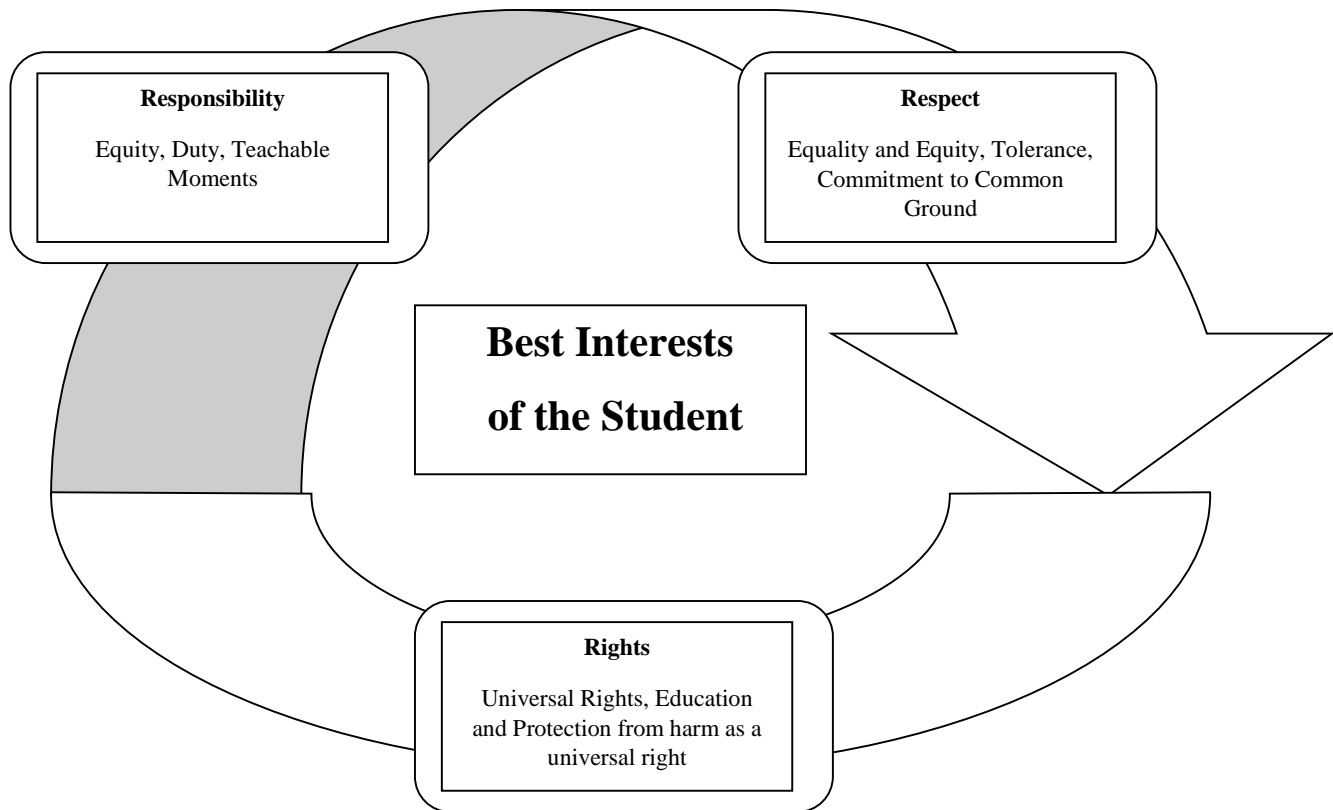 Responsibility
Equity, Duty, Teachable
Moments
Respect
Equality and Equity, Tolerance,
Commitment to Common
Ground
Best Interests
of the Student
Rights
Universal Rights, Education
and Protection from harm as a
universal right